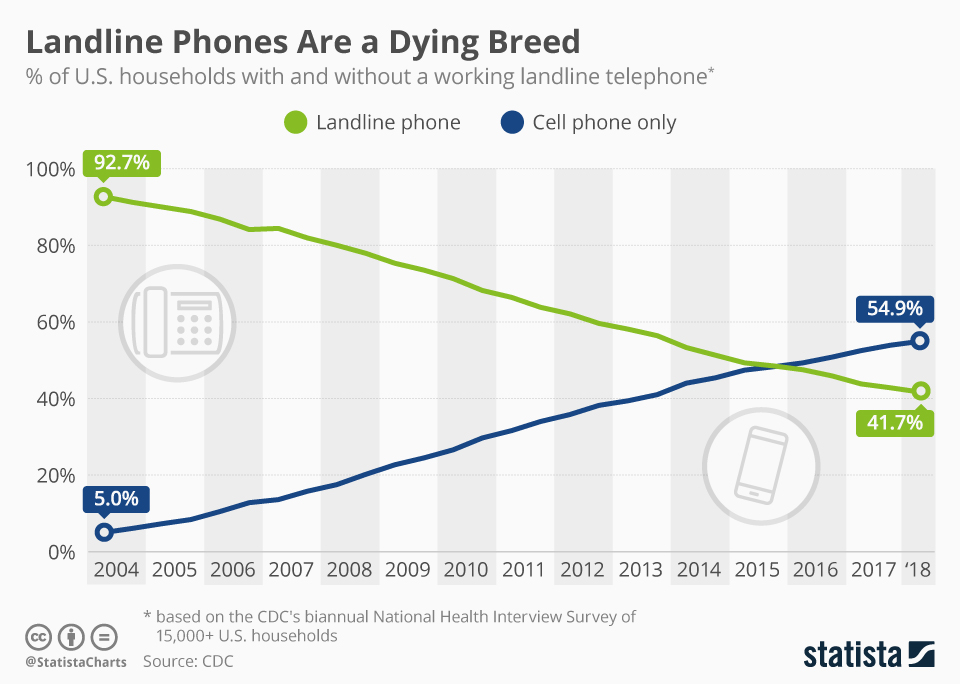 Landline Phones Are a Dying Breed
% of U.S. households with and without a working landline telephone*
Landline phone
Cell phone only
100%
92.7%
80%
60%
54.9%
40%
41.7%
20%
5.0%
0%
2004 2005 2006 2007 2008 2009 2010 2011 2012 2013 2014 2015 2016 2017 ‘18
* based on the CDC's biannual National Health Interview Survey of
15,000+ U.S. households
cc
@StatistaCharts
Source: CDC
statista